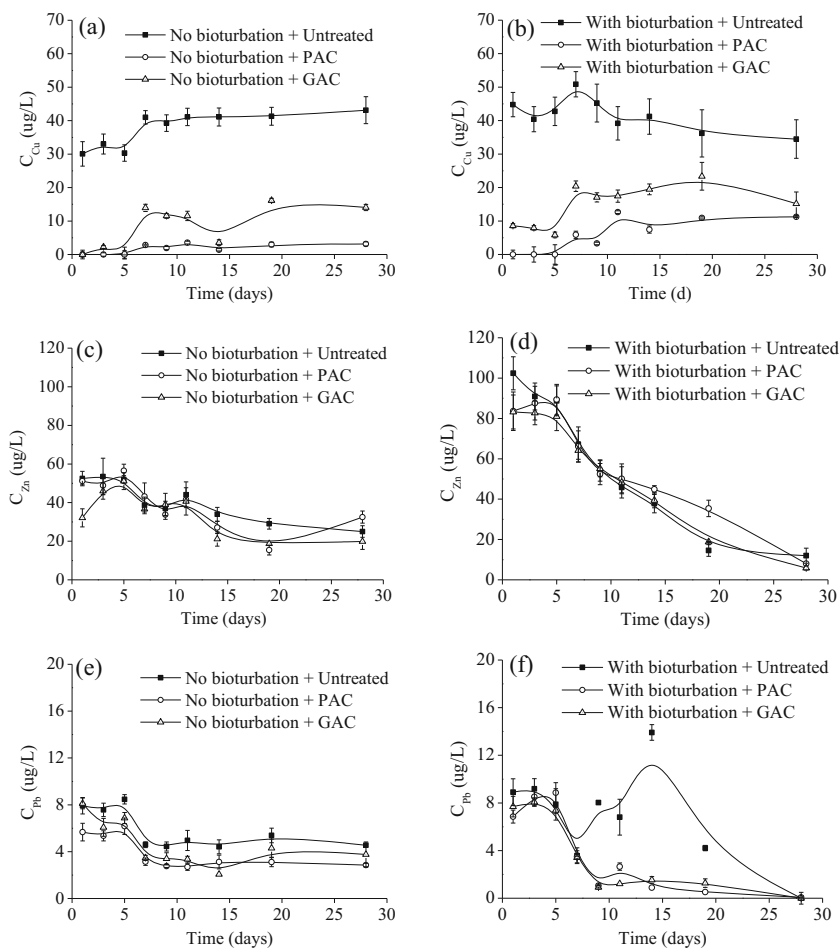 (a)
No bioturbation + Untreated
No bioturbation + PAC
No bioturbation + GAC
C_Cu (ug/L)
70
60
50
40
30
20
10
0
0 5 10 15 20 25 30
Time (days)
(b)
With bioturbation + Untreated
With bioturbation + PAC
With bioturbation + GAC
C_Cu (ug/L)
70
60
50
40
30
20
10
0
0 5 10 15 20 25 30
Time (d)
(c)
No bioturbation + Untreated
No bioturbation + PAC
No bioturbation + GAC
C_Zn (ug/L)
120
100
80
60
40
20
0
0 5 10 15 20 25 30
Time (days)
(d)
With bioturbation + Untreated
With bioturbation + PAC
With bioturbation + GAC
C_Zn (ug/L)
120
100
80
60
40
20
0
0 5 10 15 20 25 30
Time (days)
(e)
No bioturbation + Untreated
No bioturbation + PAC
No bioturbation + GAC
C_Pb (ug/L)
20
16
12
8
4
0
0 5 10 15 20 25 30
Time (days)
(f)
With bioturbation + Untreated
With bioturbation + PAC
With bioturbation + GAC
C_Pb (ug/L)
20
16
12
8
4
0
0 5 10 15 20 25 30
Time (days)